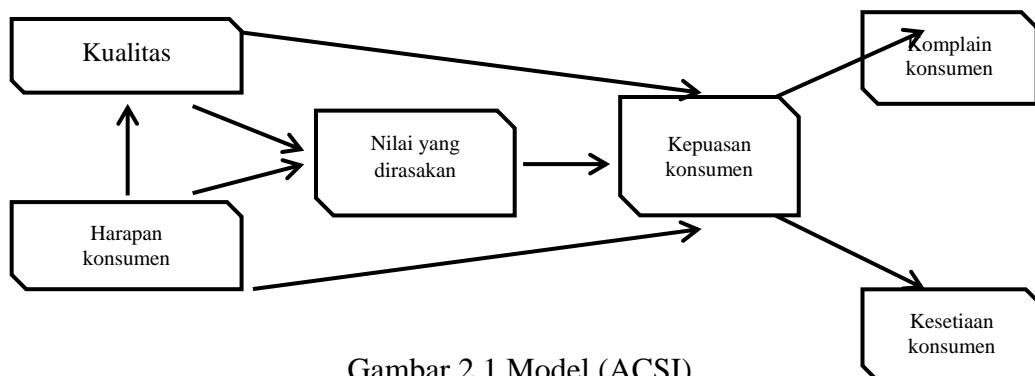 Kualitas
Komplain
konsumen
Nilai yang
dirasakan
Kepuasan
konsumen
Harapan
konsumen
Kesetiaan
konsumen
Gambar 2.1 Model (ACSI)